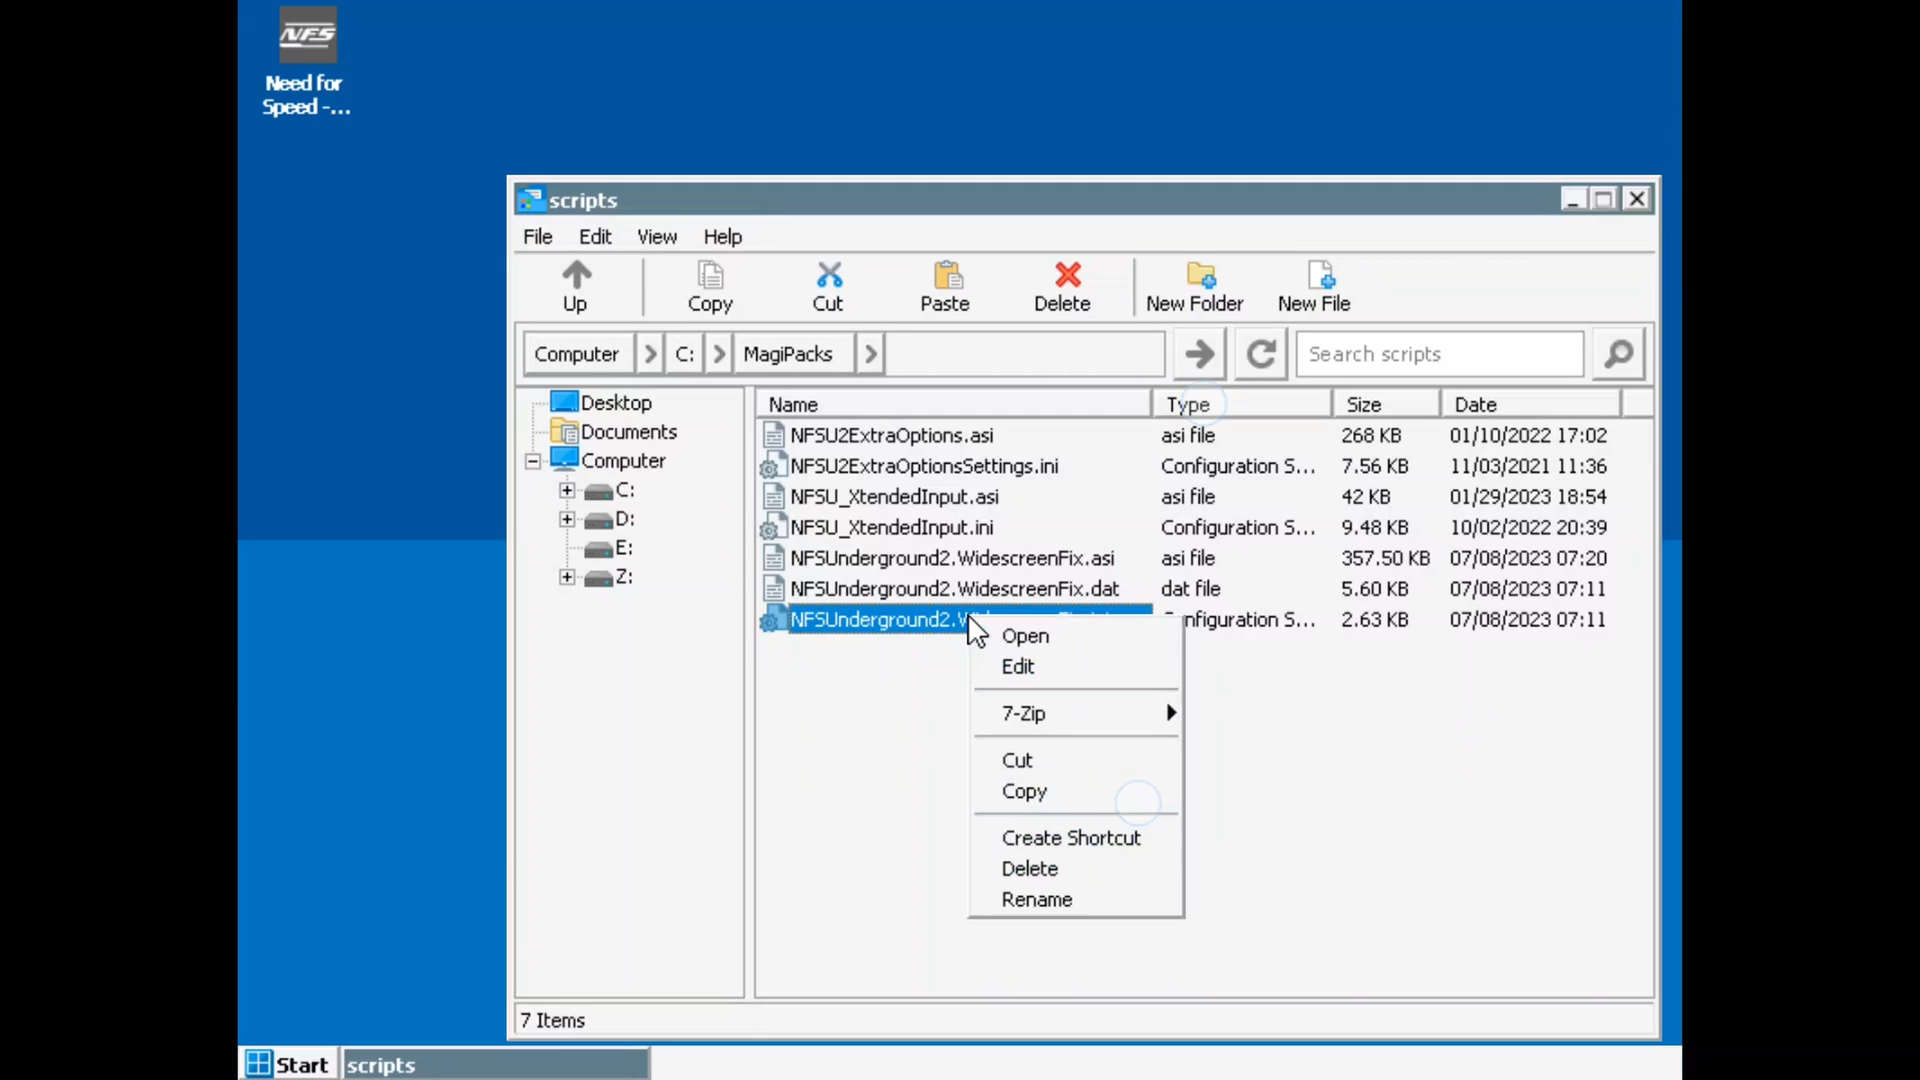 NFS
Need for
Speed -...
scripts
File Edit View Help
Up Copy Cut Paste Delete New Folder New File
Computer C: MagiPacks Search scripts
Desktop
Documents
Computer
C:
D:
E:
Z:
Name Type Size Date
NFSU2ExtraOptions.asi asi file 268 KB 01/10/2022 17:02
NFSU2ExtraOptionsSettings.ini Configuration S... 7.56 KB 11/03/2021 11:36
NFSU_XtendedInput.asi asi file 42 KB 01/29/2023 18:54
NFSU_XtendedInput.ini Configuration S... 9.48 KB 10/02/2022 20:39
NFSUnderground2.WidescreenFix.asi asi file 357.50 KB 07/08/2023 07:20
NFSUnderground2.WidescreenFix.dat dat file 5.60 KB 07/08/2023 07:11
NFSUnderground2. nfiguration S... 2.63 KB 07/08/2023 07:11
Open
Edit
7-Zip
Cut
Copy
Create Shortcut
Delete
Rename
7 Items
Start scripts